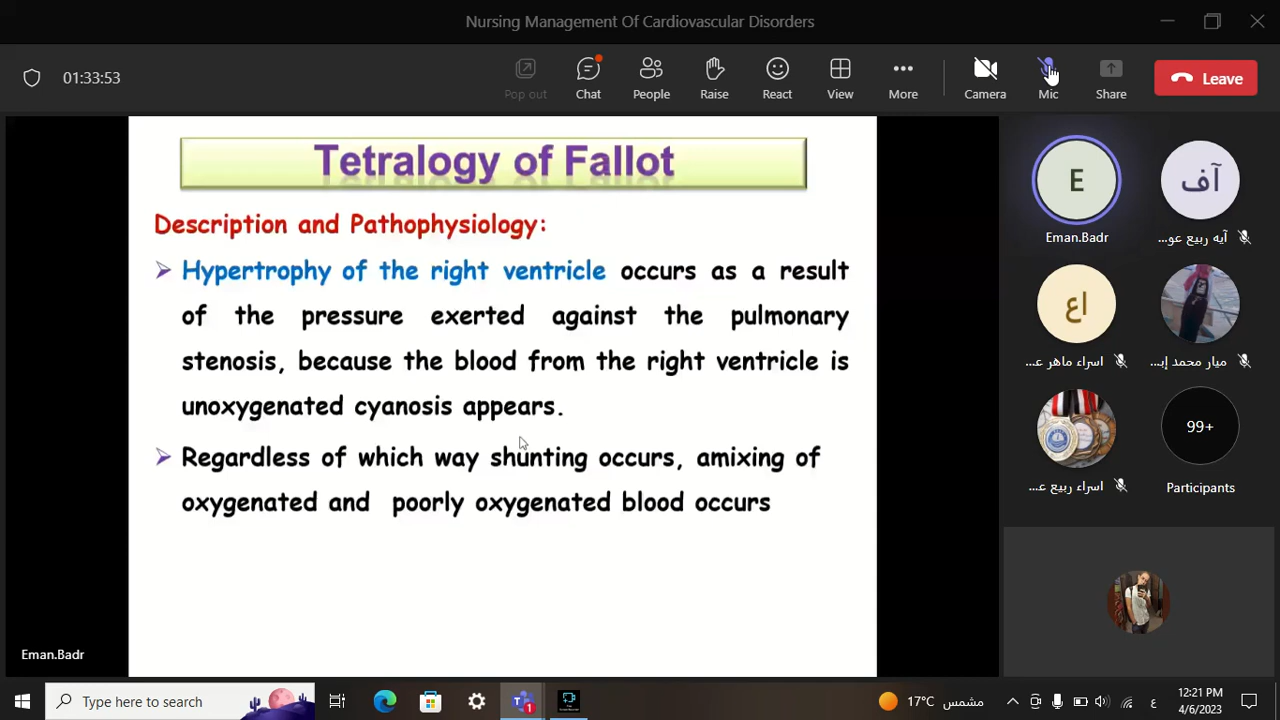 Nursing Management Of Cardiovascular Disorders
01:33:53
Pop out
Chat
People
Raise
React
View
More
Camera
Mic
Share
Leave
Tetralogy of Fallot
Description and Pathophysiology:
Hypertrophy of the right ventricle occurs as a result
of the pressure exerted against the pulmonary
stenosis, because the blood from the right ventricle is
unoxygenated cyanosis appears.
Regardless of which way shunting occurs, amixing of
oxygenated and poorly oxygenated blood occurs
Eman.Badr
E
Eman.Badr
آف
آيه ربيع عو...
اع
اسراء ماهر ع...
ميار محمد إب...
اسراء ربيع ع...
99+
Participants
Type here to search
1
17°C مشمس
ع
12:21 PM
4/6/2023